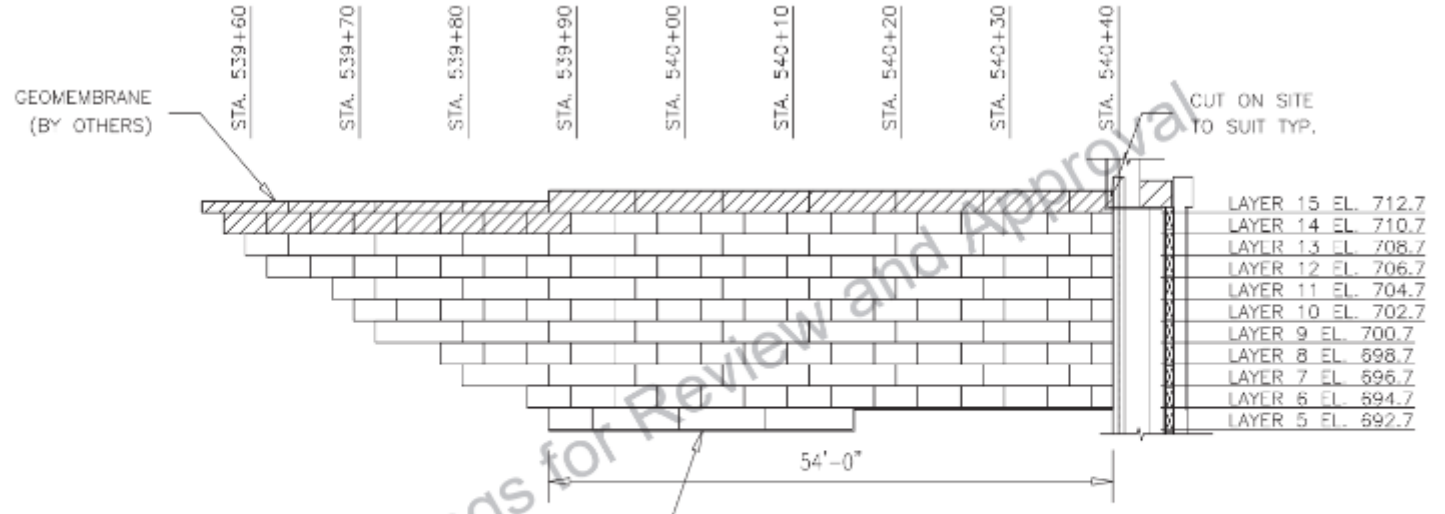 STA. 539+60
STA. 539+70
STA. 539+80
STA. 539+90
STA. 540+00
STA. 540+10
STA. 540+20
STA. 540+30
STA. 540+40
GEOMEMBRANE
(BY OTHERS)
CUT ON SITE
TO SUIT TYP.
LAYER 15 EL. 712.7
LAYER 14 EL. 710.7
LAYER 13 EL. 708.7
LAYER 12 EL. 706.7
LAYER 11 EL. 704.7
LAYER 10 EL. 702.7
LAYER 9 EL. 700.7
LAYER 8 EL. 698.7
LAYER 7 EL. 696.7
LAYER 6 EL. 694.7
LAYER 5 EL. 692.7
54'-0"
gs for Review and Approval